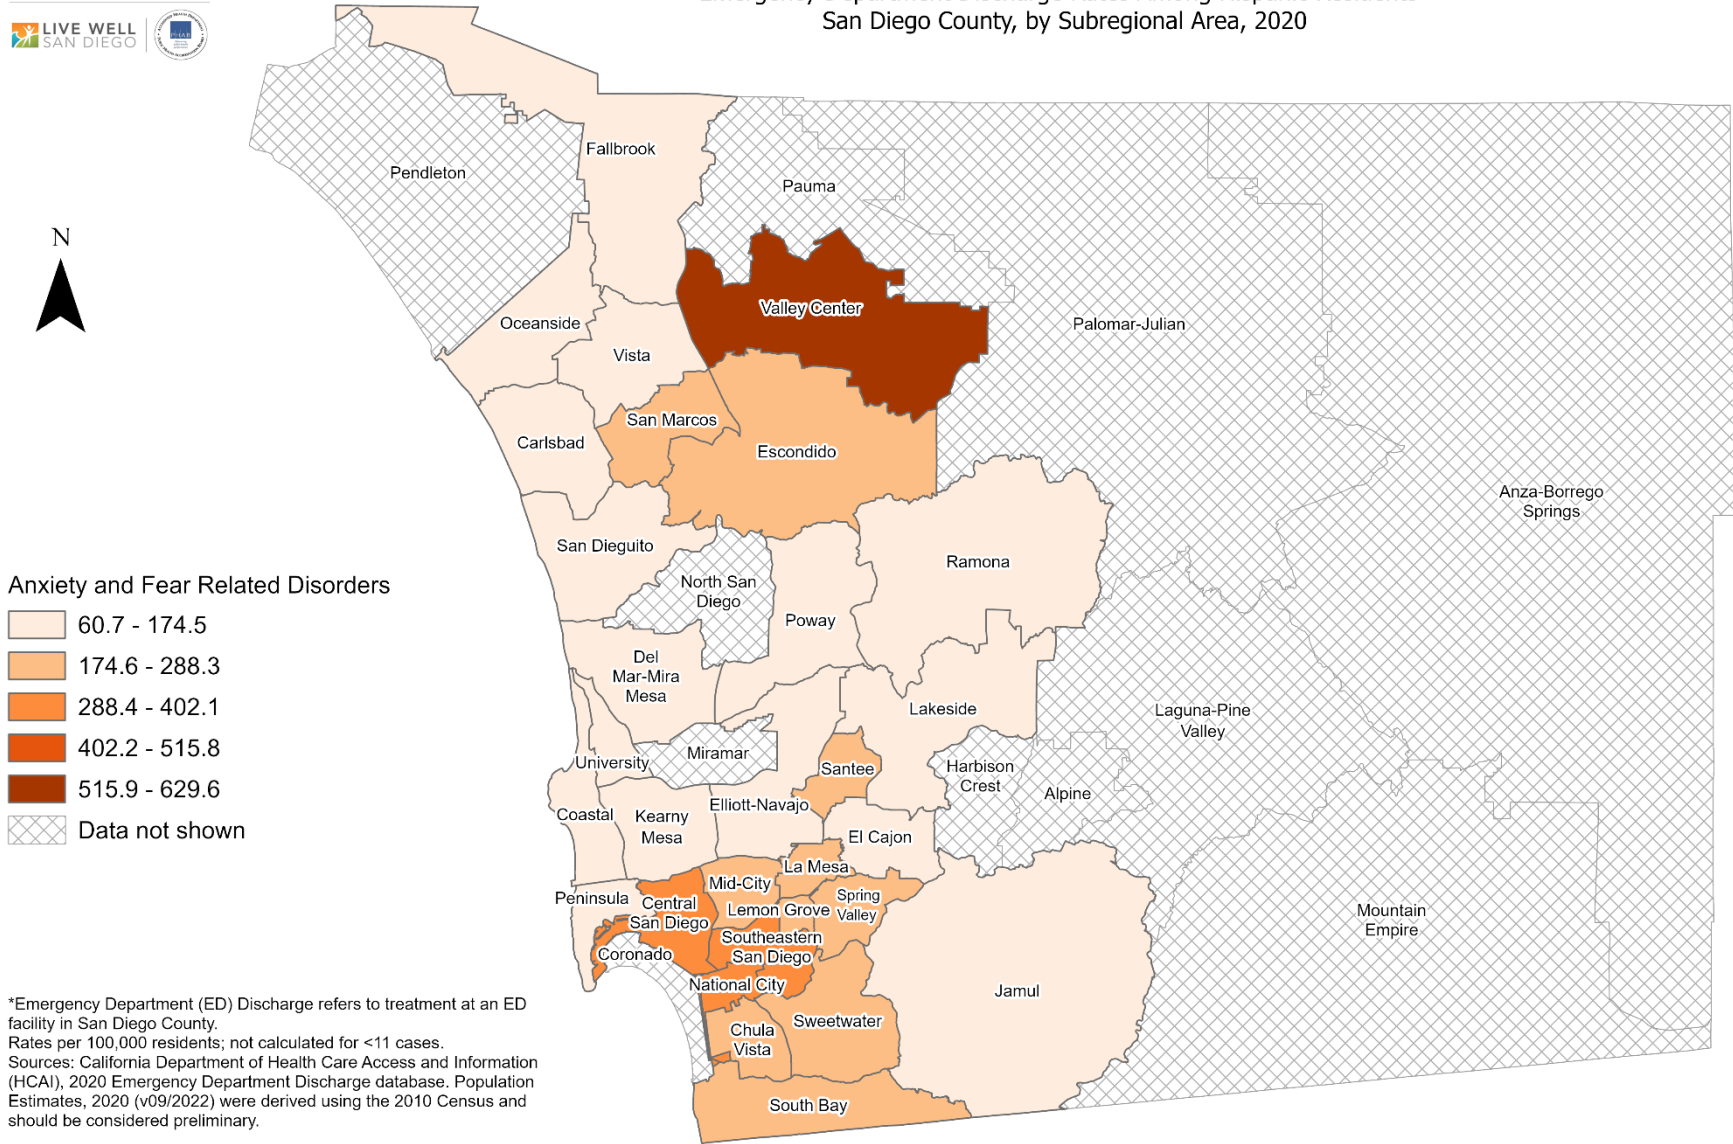 Emergency Department Discharge Rates Among Hispanic Residents
San Diego County, by Subregional Area, 2020
LIVE WELL
SAN DIEGO
N
Fallbrook
Pendleton
Pauma
Valley Center
Oceanside
Palomar-Julian
Vista
San Marcos
Carlsbad
Escondido
Anza-Borrego
Springs
San Dieguito
Ramona
North San
Diego
Poway
Del
Mar-Mira
Mesa
Lakeside
Laguna-Pine
Valley
Miramar
University
Santee
Harbison
Crest
Alpine
Elliott-Navajo
Coastal
Kearny
Mesa
El Cajon
La Mesa
Mid-City
Peninsula
Central
San Diego
Lemon Grove
Spring
Valley
Mountain
Empire
Southeastern
San Diego
Coronado
National City
Jamul
Sweetwater
Chula
Vista
South Bay
Anxiety and Fear Related Disorders
60.7 - 174.5
174.6 - 288.3
288.4 - 402.1
402.2 - 515.8
515.9 - 629.6
Data not shown
*Emergency Department (ED) Discharge refers to treatment at an ED
facility in San Diego County.
Rates per 100,000 residents; not calculated for <11 cases.
Sources: California Department of Health Care Access and Information
(HCAI), 2020 Emergency Department Discharge database. Population
Estimates, 2020 (v09/2022) were derived using the 2010 Census and
should be considered preliminary.